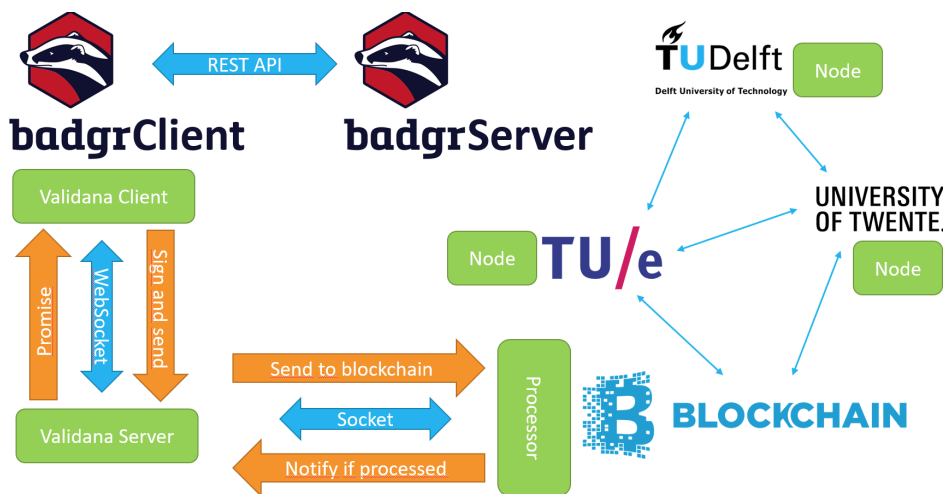 REST API
badgrClient
badgrServer
TUDelft
Delft University of Technology
Node
Validana Client
UNIVERSITY
OF TWENTE.
Node
TU/e
Node
Promise
WebSocket
Sign and send
Send to blockchain
Socket
Notify if processed
Processor
Validana Server
BLOCKCHAIN